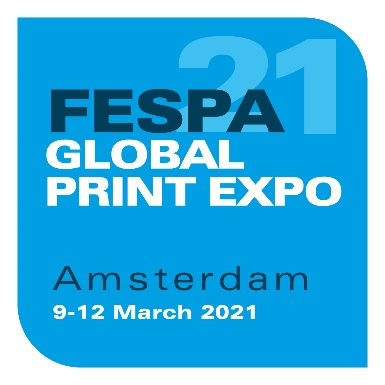 21
FESPA
GLOBAL
PRINT EXPO
Amsterdam
9-12 March 2021